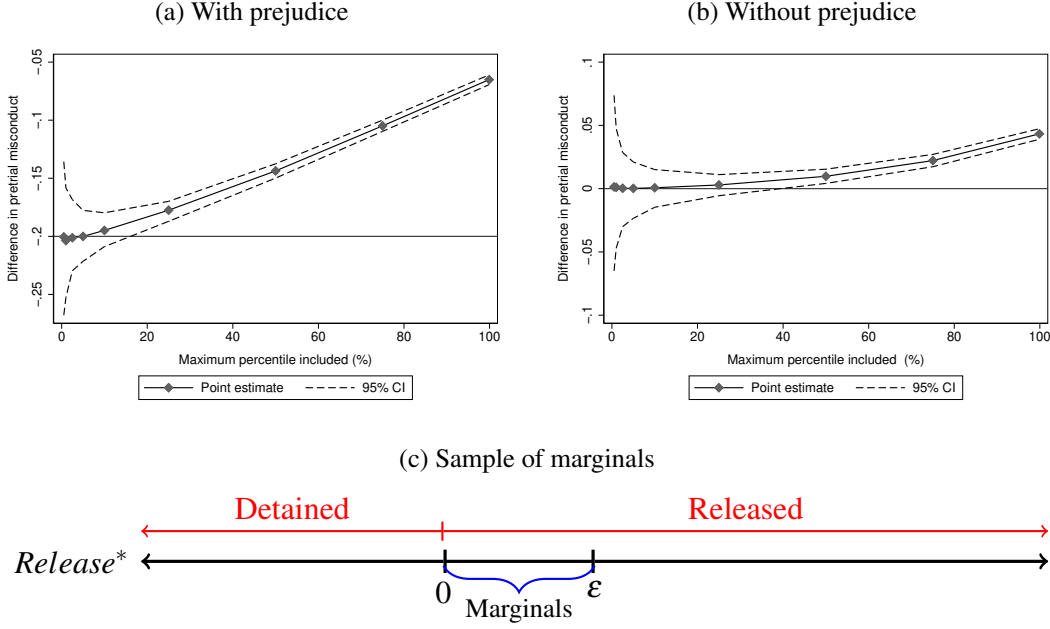 (a) With prejudice
Difference in pretrial misconduct
−.05
−.1
−.15
−.2
−.25
0
20
40
60
80
100
Maximum percentile included (%)
Point estimate
95% CI
(b) Without prejudice
Difference in pretrial misconduct
.1
.05
0
−.05
−.1
0
20
40
60
80
100
Maximum percentile included (%)
Point estimate
95% CI
(c) Sample of marginals
Detained
Released
Release*
0
ε
Marginals